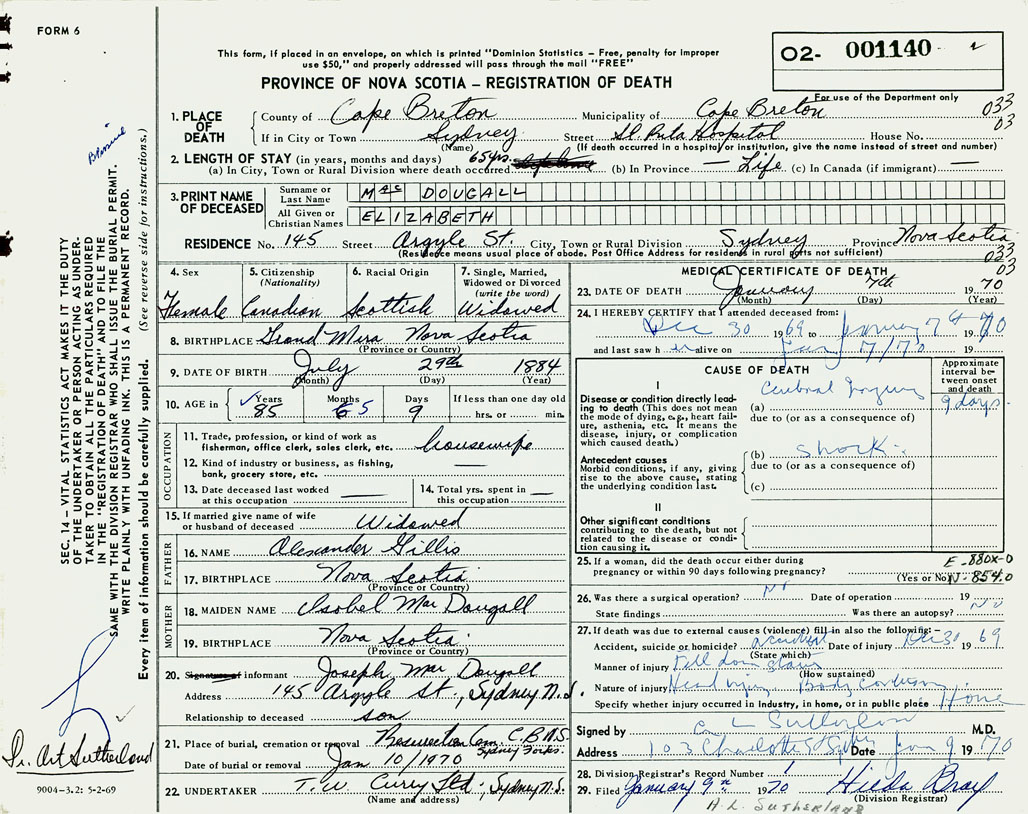 FORM 6
This form, if placed in an envelope, on which is printed "Dominion Statistics - Free, penalty for improper
use $50," and properly addressed will pass through the mail "FREE"
O2- 001140
PROVINCE OF NOVA SCOTIA - REGISTRATION OF DEATH
For use of the Department only
033
03
1. PLACE OF DEATH
County of Cape Breton Municipality of Cape Breton
If in City or Town Sydney Street St. Rita Hospital House No.
(Name) (If death occurred in a hospital or institution, give the name instead of street and number)
2. LENGTH OF STAY (in years, months and days)
(a) In City, Town or Rural Division where death occurred 65 yrs. (b) In Province — Life (c) In Canada (if immigrant) —
3. PRINT NAME OF DECEASED
Surname or Last Name MacDOUGALL
All Given or Christian Names ELIZABETH
RESIDENCE No. 145 Street Argyle St. City, Town or Rural Division Sydney Province Nova Scotia
(Residence means usual place of abode. Post Office Address for residents in rural parts not sufficient)
033
03
4. Sex Female
5. Citizenship (Nationality) Canadian
6. Racial Origin Scottish
7. Single, Married, Widowed or Divorced (write the word) Widowed
8. BIRTHPLACE Grand Mira Nova Scotia
(Province or Country)
9. DATE OF BIRTH July 29th 1884
(Month) (Day) (Year)
10. AGE in Years 85 Months 5 Days 9 If less than one day old hrs. or min.
OCCUPATION
11. Trade, profession, or kind of work as
fisherman, office clerk, sales clerk, etc. housewife
12. Kind of industry or business, as fishing,
bank, grocery store, etc. —
13. Date deceased last worked
at this occupation —
14. Total yrs. spent in
this occupation —
15. If married give name of wife
or husband of deceased Widowed
FATHER
16. NAME Alexander Gillis
17. BIRTHPLACE Nova Scotia
(Province or Country)
MOTHER
18. MAIDEN NAME Isobel MacDougall
19. BIRTHPLACE Nova Scotia
(Province or Country)
20. Signature of informant Joseph MacDougall
Address 145 Argyle St., Sydney N.S.
Relationship to deceased son
21. Place of burial, cremation or removal Resurrection Cem. C.B. N.S.
Sydney Forks.
Date of burial or removal Jan 10/1970
22. UNDERTAKER T.W. Curry Ltd., Sydney N.S.
(Name and address)
MEDICAL CERTIFICATE OF DEATH
23. DATE OF DEATH January 7th 1970
(Month) (Day) (Year)
24. I HEREBY CERTIFY that I attended deceased from:
Dec 30 1969 to January 7th 1970
and last saw her alive on Jan 7/70 19
CAUSE OF DEATH
Approximate interval between onset and death
I
Disease or condition directly leading
to death (This does not mean
the mode of dying, e.g., heart failure,
asthenia, etc. It means the
disease, injury, or complication
which caused death.)
(a) Cerebral Injury 9 days
due to (or as a consequence of)
Antecedent causes
Morbid conditions, if any, giving
rise to the above cause, stating
the underlying condition last.
(b) Shock
due to (or as a consequence of)
(c)
II
Other significant conditions
contributing to the death, but not
related to the disease or condition
causing it.
25. If a woman, did the death occur either during
pregnancy or within 90 days following pregnancy? (Yes or No)
E-880X-0
N-854.0
26. Was there a surgical operation? No Date of operation 19
State findings Was there an autopsy? No
27. If death was due to external causes (violence) fill in also the following:-
Accident, suicide or homicide? accident Date of injury Dec 30 1969
(State which)
Manner of injury Fell down stairs
(How sustained)
Nature of injury Head injury Body Contusions
Specify whether injury occurred in Industry, in home, or in public place Home
Signed by L Sutherland M.D.
Address 103 Charlotte St Syd Date Jan 9 1970
28. Division Registrar's Record Number 1
29. Filed January 9th 1970 Hilda Bray
(Division Registrar)
H.L. SUTHERLAND
SEC. 14 - VITAL STATISTICS ACT MAKES IT THE DUTY
OF THE UNDERTAKER OR PERSON ACTING AS UNDERTAKER
TO OBTAIN ALL THE PARTICULARS REQUIRED
IN THE "REGISTRATION OF DEATH" AND TO FILE THE
SAME WITH THE DIVISION REGISTRAR WHO SHALL ISSUE THE BURIAL PERMIT.
WRITE PLAINLY WITH UNFADING INK. THIS IS A PERMANENT RECORD.
Every item of information should be carefully supplied. (See reverse side for instructions.)
Dr. Art Sutherland
9004-3.2: 5-2-69